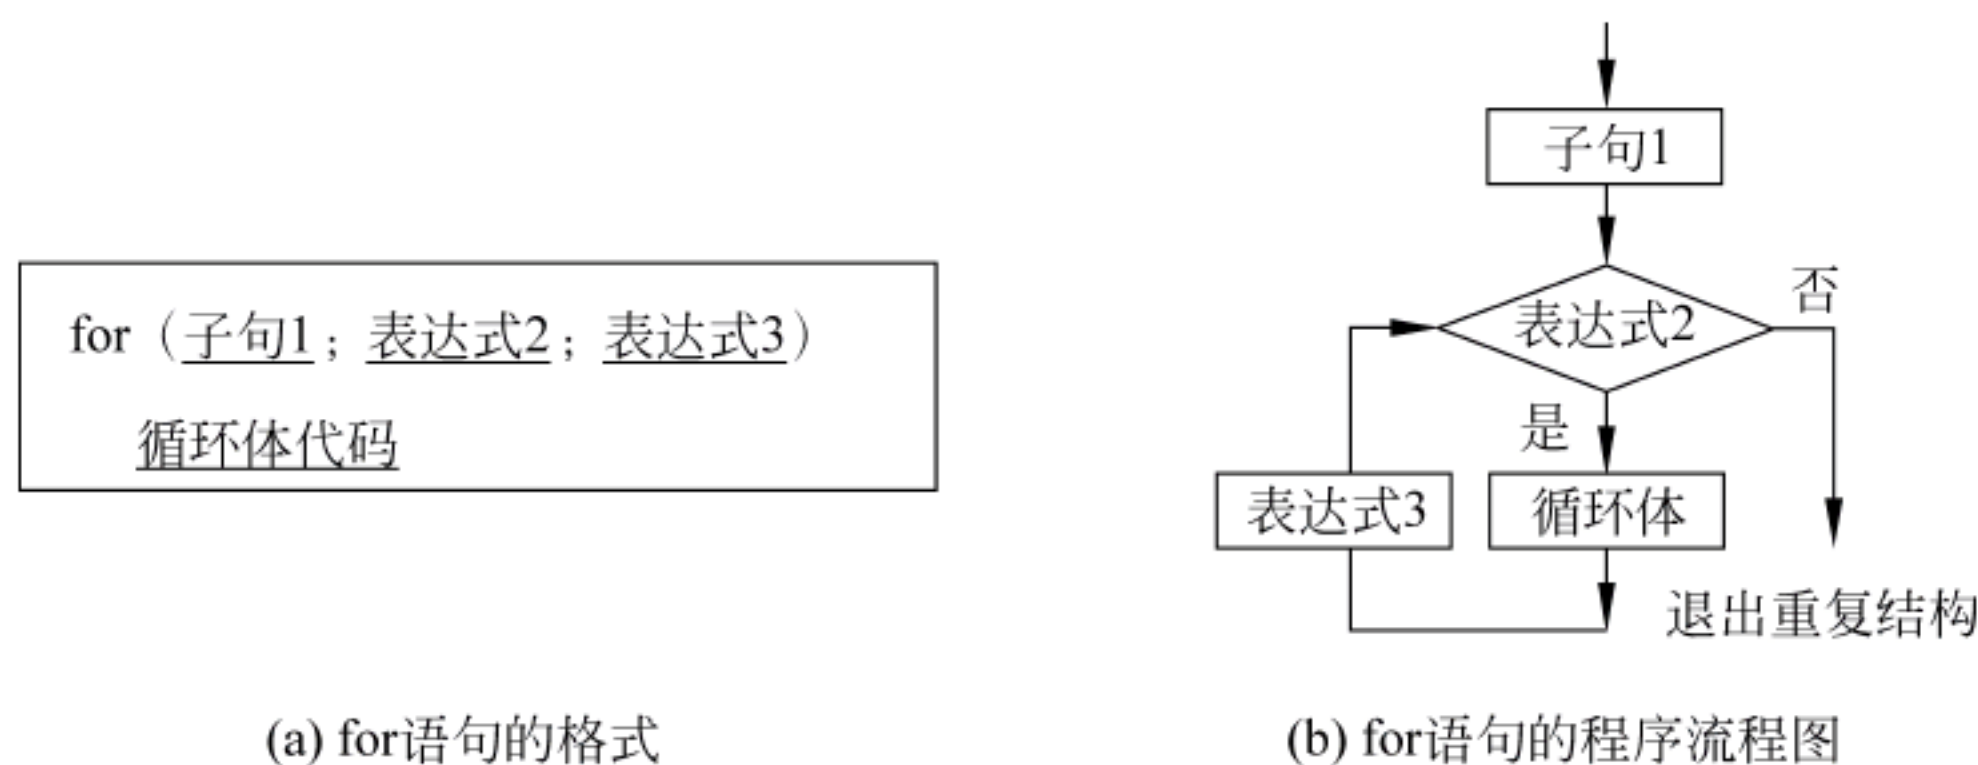 for（子句1；表达式2；表达式3）
循环体代码
(a) for语句的格式
子句1
表达式2
否
是
表达式3
循环体
退出重复结构
(b) for语句的程序流程图